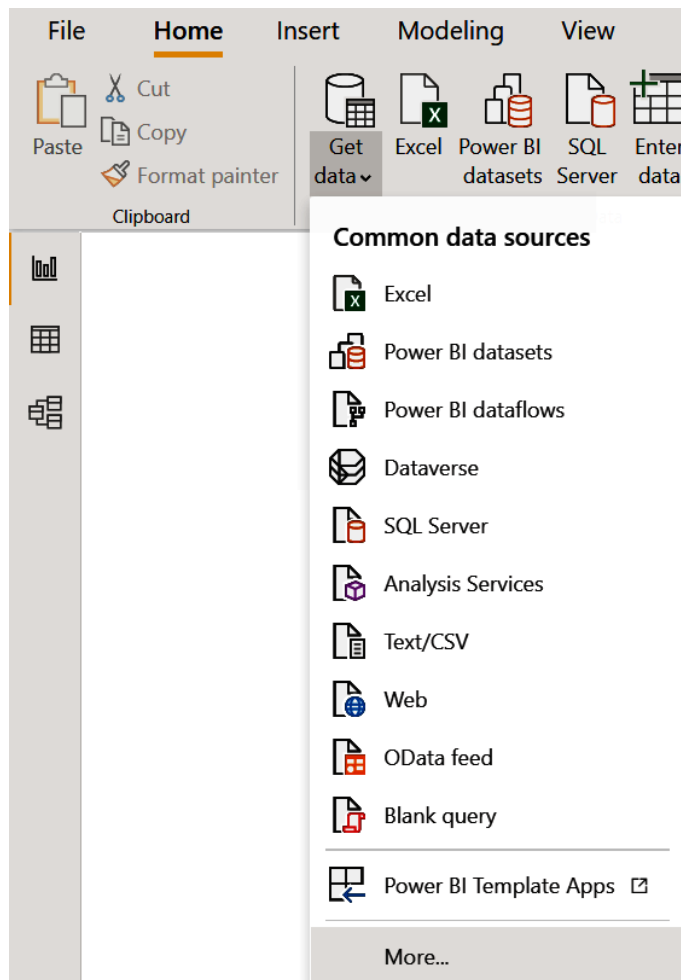 File Home Insert Modeling View
Cut
Copy
Paste
Format painter
Get data
Excel
Power BI datasets
SQL Server
Enter data
Clipboard
Common data sources
Excel
Power BI datasets
Power BI dataflows
Dataverse
SQL Server
Analysis Services
Text/CSV
Web
OData feed
Blank query
Power BI Template Apps
More...